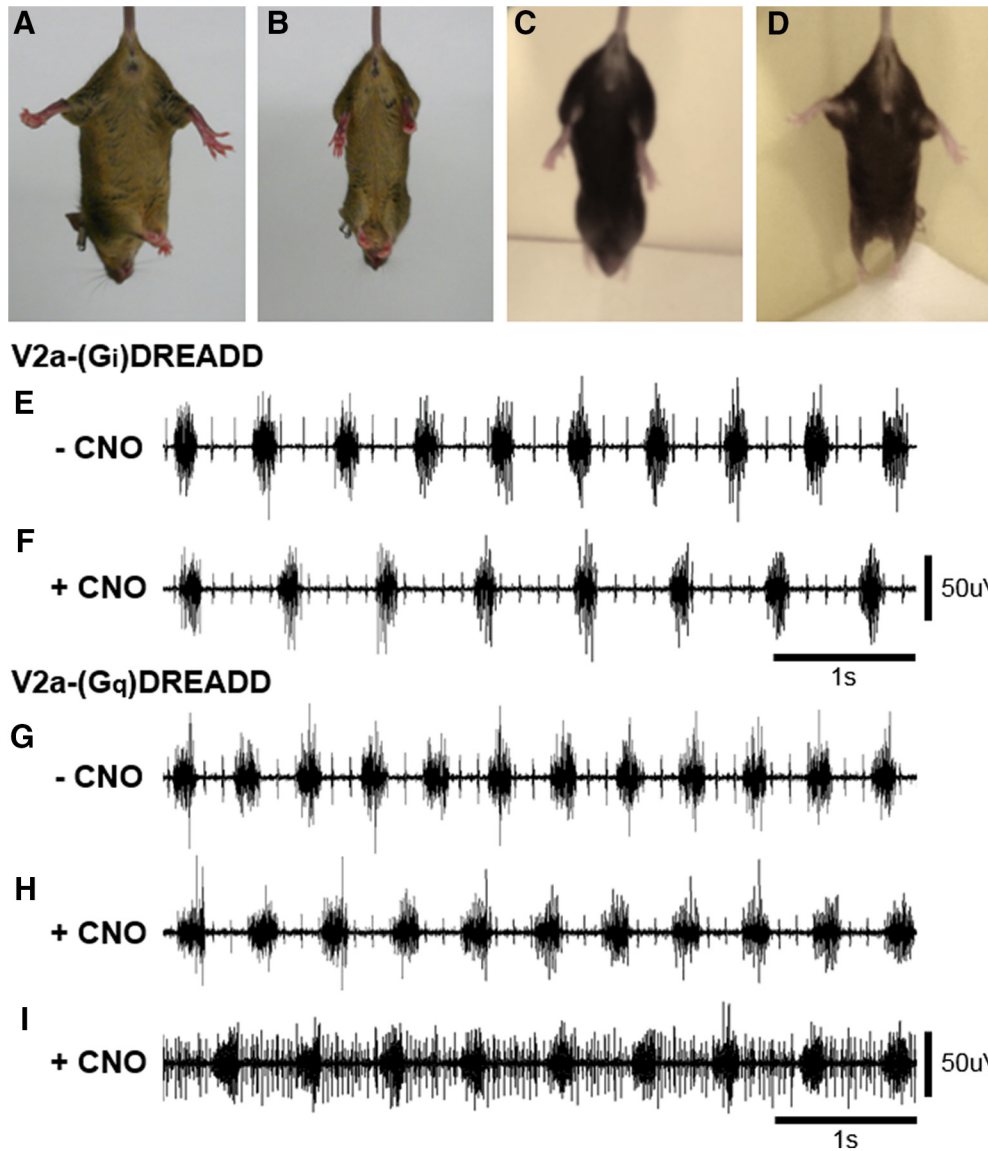 A B C D
V2a-(Gi)DREADD
E
- CNO
F
+ CNO
50uV
1s
V2a-(Gq)DREADD
G
- CNO
H
+ CNO
I
+ CNO
50uV
1s